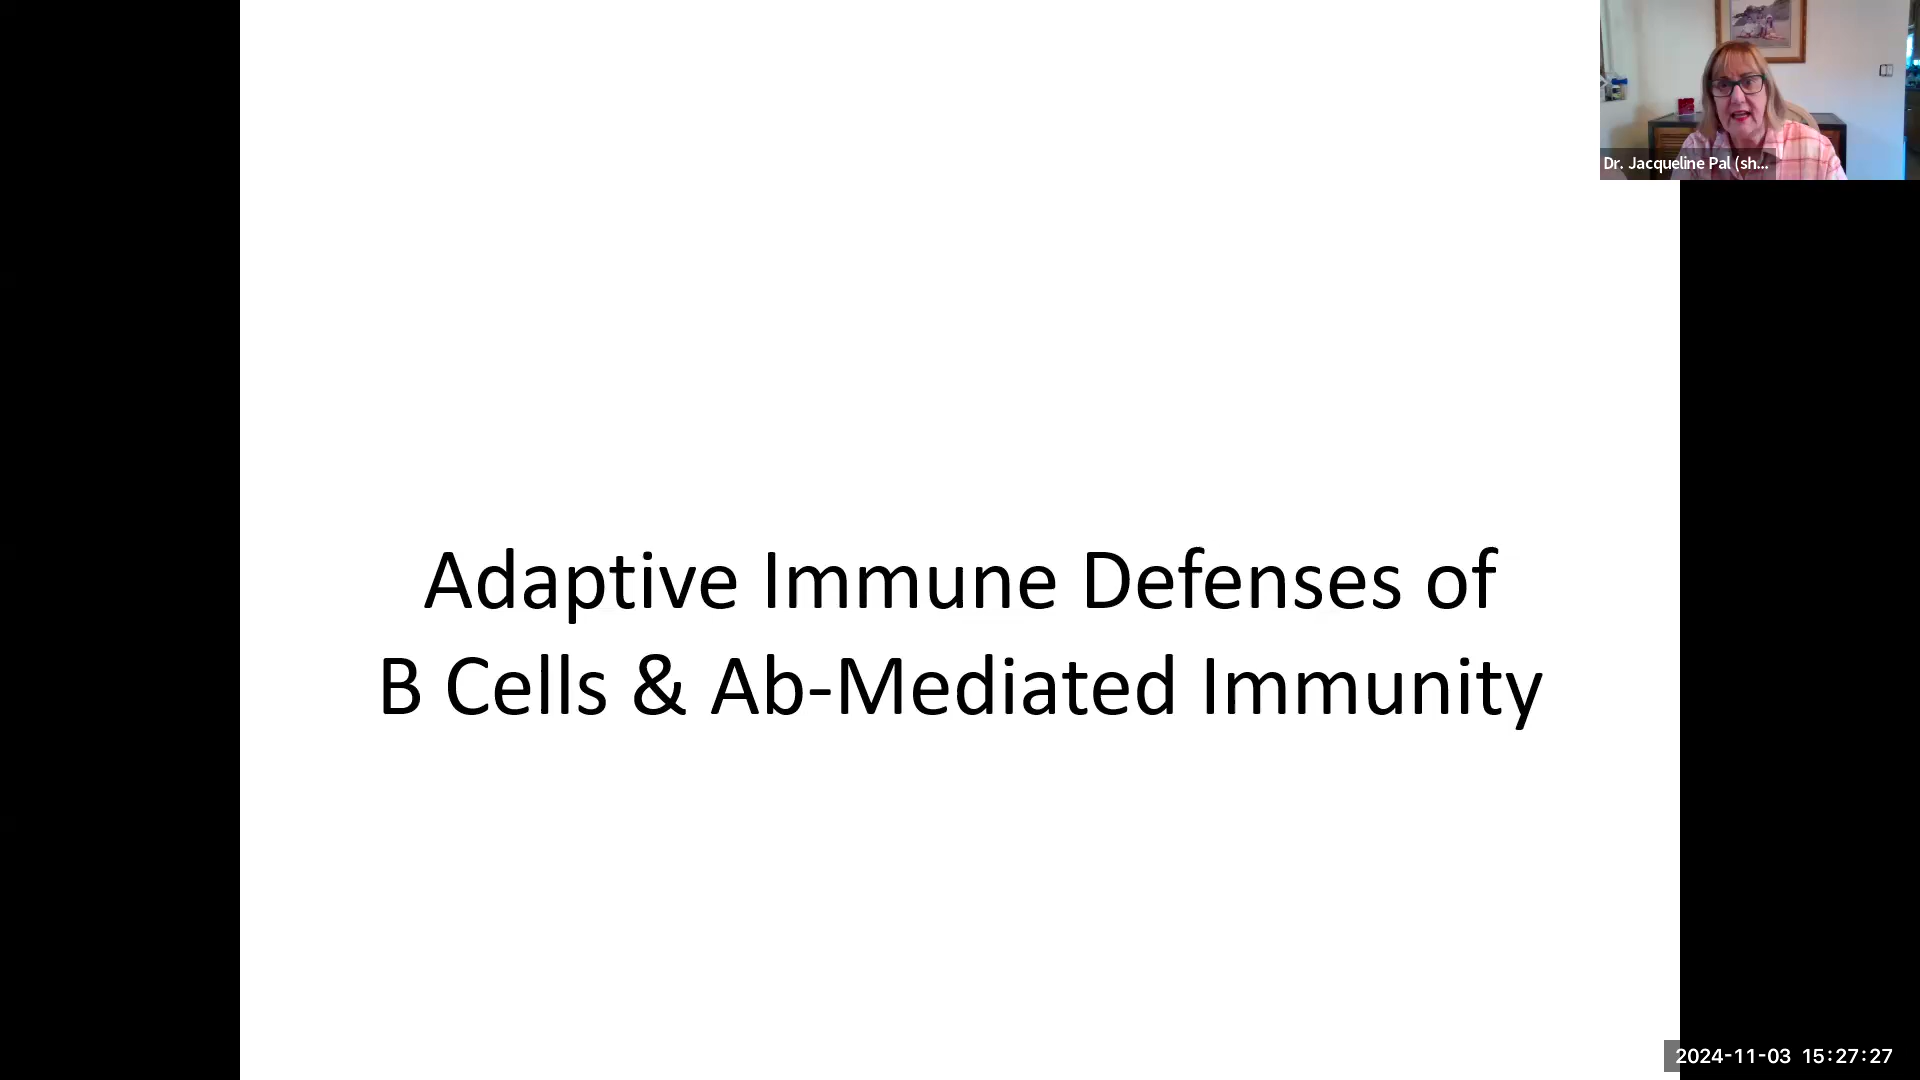 Dr. Jacqueline Pal (sh...
Adaptive Immune Defenses of
B Cells & Ab-Mediated Immunity
2024-11-03 15:27:27